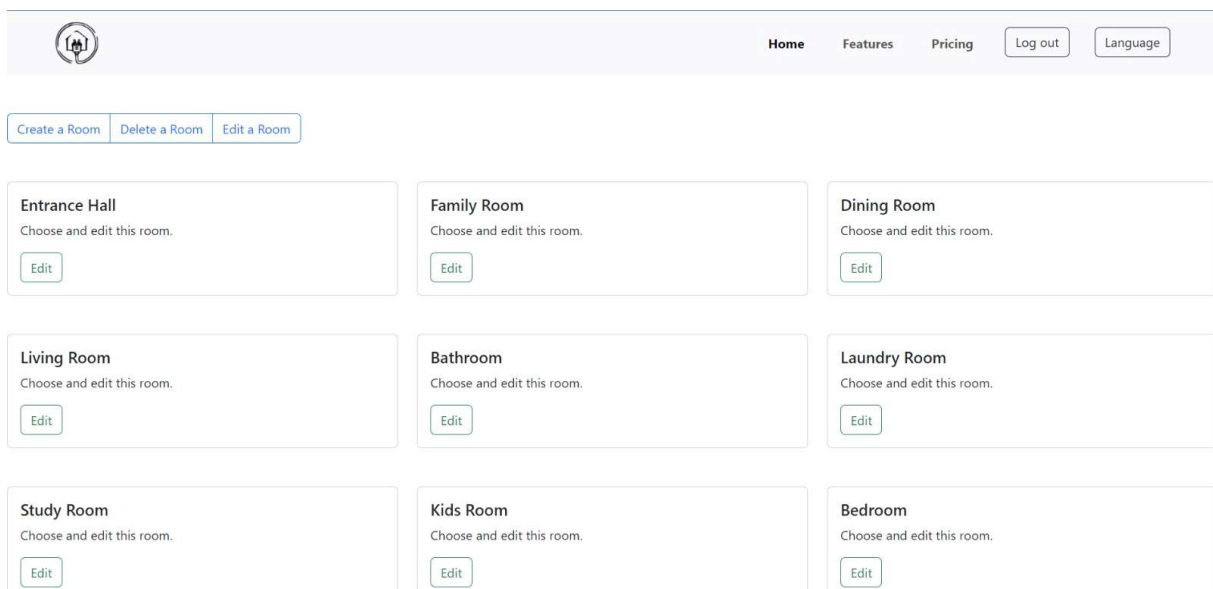 Home Features Pricing Log out Language
Create a Room Delete a Room Edit a Room
Entrance Hall
Choose and edit this room.
Edit
Family Room
Choose and edit this room.
Edit
Dining Room
Choose and edit this room.
Edit
Living Room
Choose and edit this room.
Edit
Bathroom
Choose and edit this room.
Edit
Laundry Room
Choose and edit this room.
Edit
Study Room
Choose and edit this room.
Edit
Kids Room
Choose and edit this room.
Edit
Bedroom
Choose and edit this room.
Edit